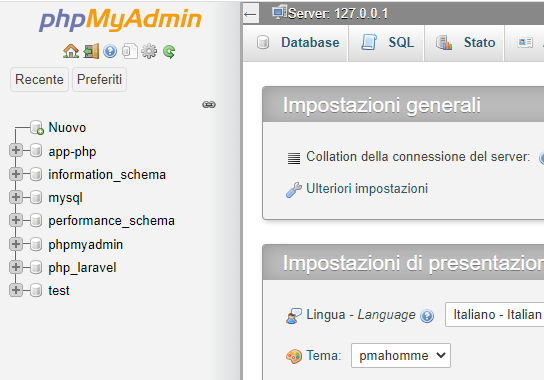 phpMyAdmin
Recente Preferiti
Nuovo
app-php
information_schema
mysql
performance_schema
phpmyadmin
php_laravel
test
Server: 127.0.0.1
Database SQL Stato
Impostazioni generali
Collation della connessione del server:
Ulteriori impostazioni
Impostazioni di presentazion
Lingua - Language Italiano - Italian
Tema: pmahomme